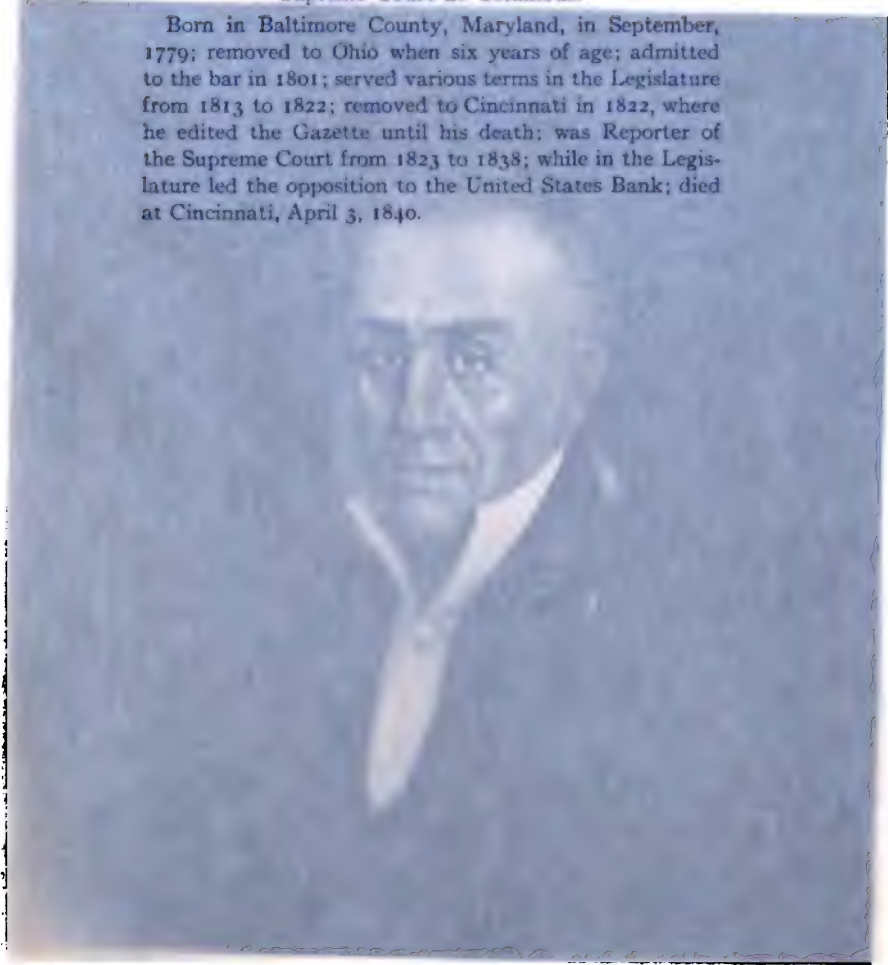 Born in Baltimore County, Maryland, in September,
1779; removed to Ohio when six years of age; admitted
to the bar in 1801; served various terms in the Legislature
from 1813 to 1822; removed to Cincinnati in 1822, where
he edited the Gazette until his death; was Reporter of
the Supreme Court from 1823 to 1838; while in the Legis-
lature led the opposition to the United States Bank; died
at Cincinnati, April 3, 1840.